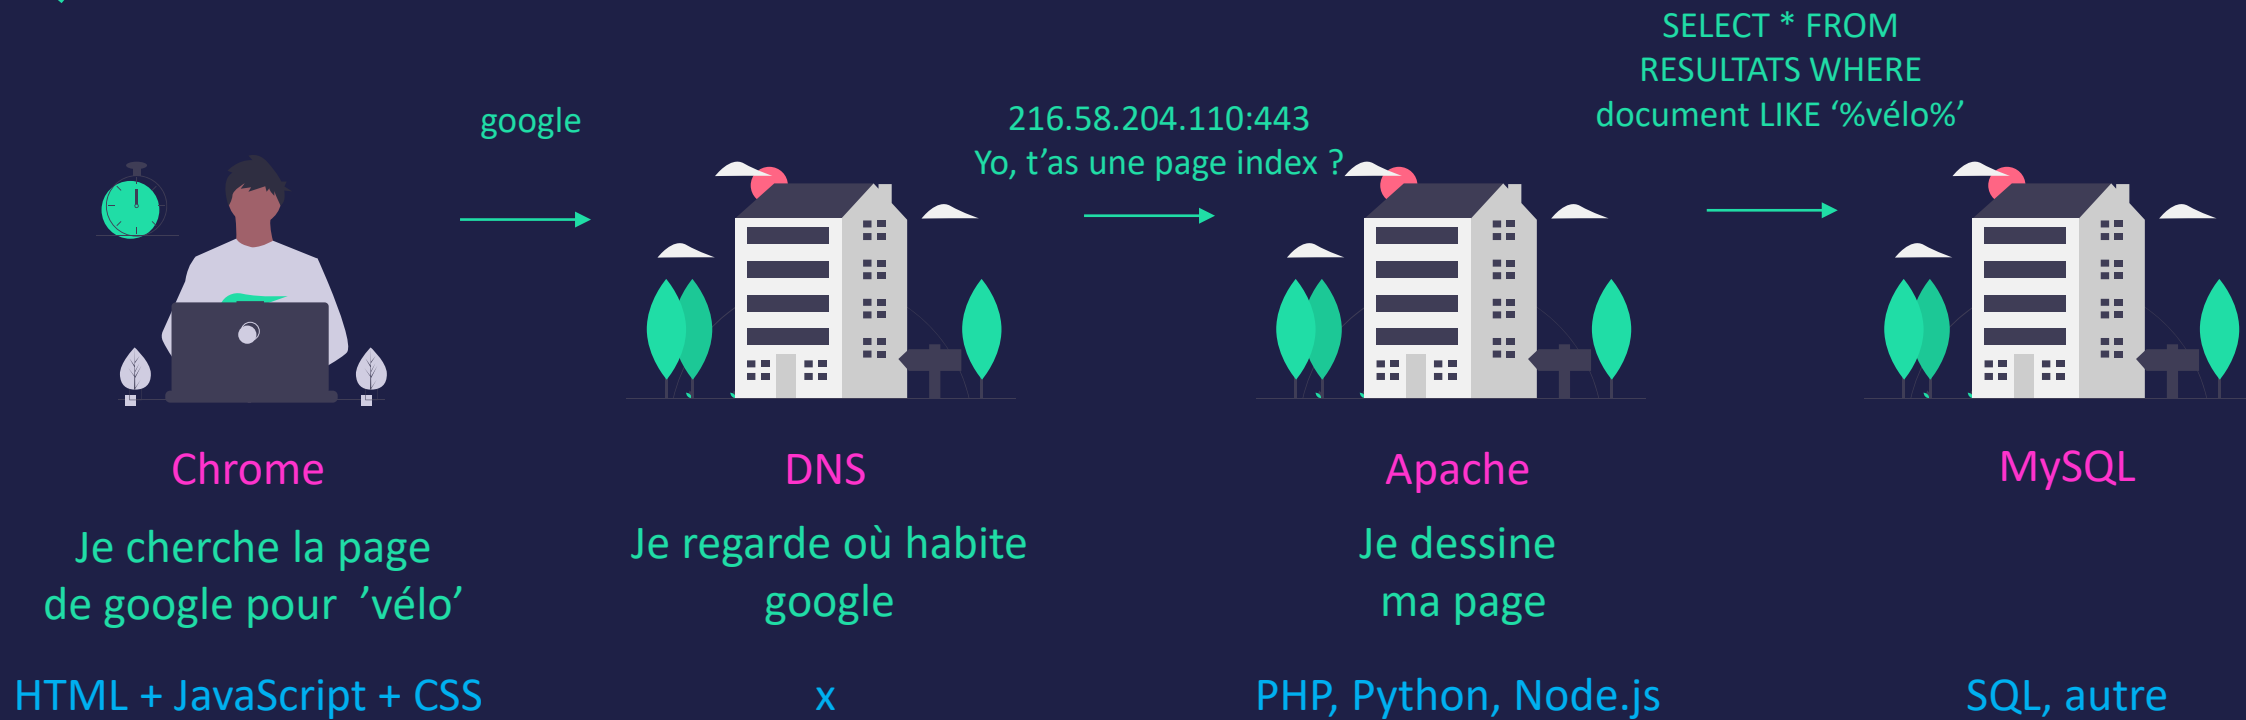 SELECT * FROM
RESULTATS WHERE
document LIKE ‘%vélo%’
google
216.58.204.110:443
Yo, t’as une page index ?
Chrome
DNS
Apache
MySQL
Je cherche la page
de google pour ’vélo’
Je regarde où habite
google
Je dessine
ma page
HTML + JavaScript + CSS
x
PHP, Python, Node.js
SQL, autre